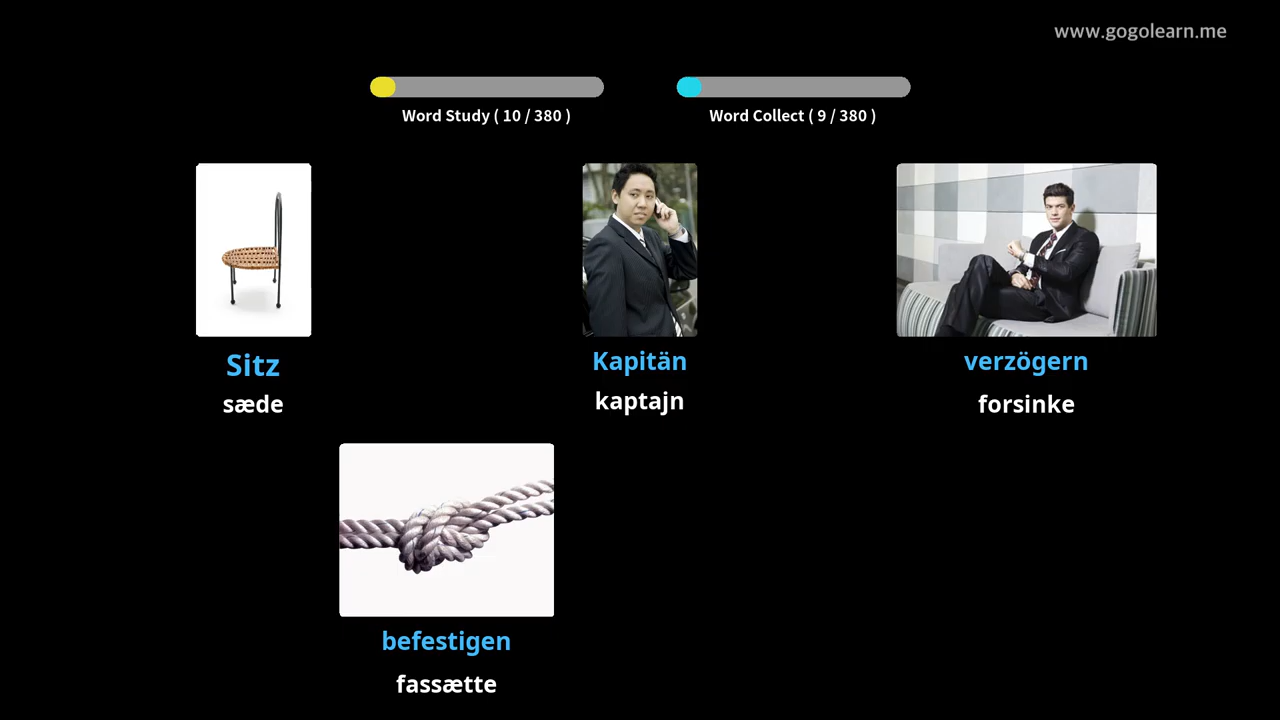 www.gogolearn.me
Word Study ( 10 / 380 )
Word Collect ( 9 / 380 )
Sitz
sæde
Kapitän
kaptajn
verzögern
forsinke
befestigen
fassætte